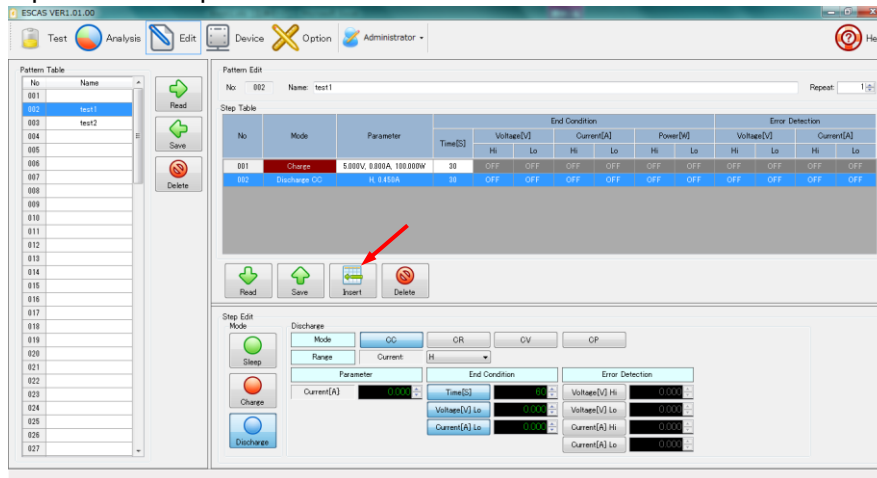 ESCAS VER1.01.00
Test Analysis Edit Device Option Administrator He
Pattern Table
No Name
001
002 test1
003 test2
004
005
006
007
008
009
010
011
012
013
014
015
016
017
018
019
020
021
022
023
024
025
026
027
Read
Save
Delete
Pattern Edit
No: 002 Name: test1 Repeat: 1
Step Table
No Mode Parameter Time[S] End Condition Error Detection
Voltage[V] Current[A] Power[W] Voltage[V] Current[A]
Hi Lo Hi Lo Hi Lo Hi Lo Hi Lo
001 Charge 5.000V, 0.800A, 100.000W 30 OFF OFF OFF OFF OFF OFF OFF OFF OFF OFF
002 Discharge CC H, 0.450A 30 OFF OFF OFF OFF OFF OFF OFF OFF OFF OFF
Read Save Insert Delete
Step Edit
Mode
Sleep
Charge
Discharge
Discharge
Mode CC CR CV CP
Range Current: H
Parameter End Condition Error Detection
Current[A] 0.000 Time[S] 60 Voltage[V] Hi 0.000
Voltage[V] Lo 0.000 Voltage[V] Lo 0.000
Current[A] Lo 0.000 Current[A] Hi 0.000
Current[A] Lo 0.000